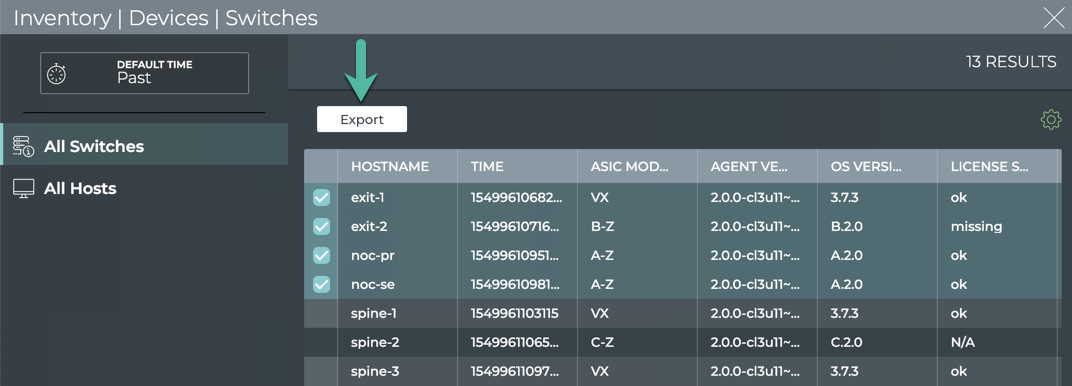 Inventory | Devices | Switches
DEFAULT TIME
Past
13 RESULTS
Export
All Switches
All Hosts
HOSTNAME TIME ASIC MOD... AGENT VE... OS VERSI... LICENSE S...
exit-1 15499610682... VX 2.0.0-cl3u11~... 3.7.3 ok
exit-2 15499610716... B-Z 2.0.0-cl3u11~... B.2.0 missing
noc-pr 15499610951... A-Z 2.0.0-cl3u11~... A.2.0 ok
noc-se 15499610981... A-Z 2.0.0-cl3u11~... A.2.0 ok
spine-1 1549961103115 VX 2.0.0-cl3u11~... 3.7.3 ok
spine-2 15499611065... C-Z 2.0.0-cl3u11~... C.2.0 N/A
spine-3 15499611097... VX 2.0.0-cl3u11~... 3.7.3 ok